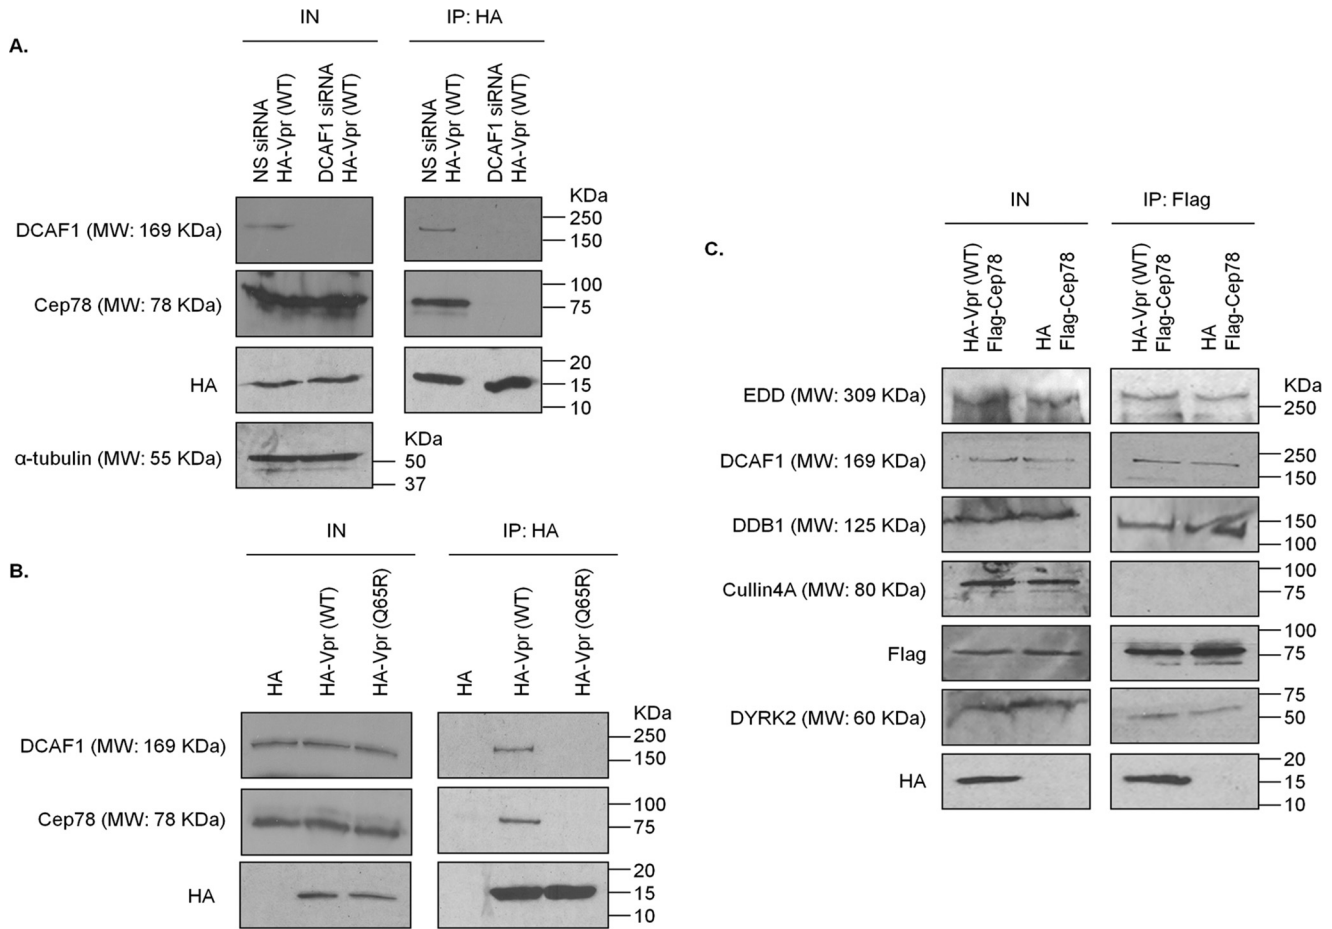 A.
IN
IP: HA
NS siRNA
HA-Vpr (WT)
DCAF1 siRNA
HA-Vpr (WT)
NS siRNA
HA-Vpr (WT)
DCAF1 siRNA
HA-Vpr (WT)
KDa
DCAF1 (MW: 169 KDa)
250
150
Cep78 (MW: 78 KDa)
100
75
HA
20
15
10
α-tubulin (MW: 55 KDa)
KDa
50
37
B.
IN
IP: HA
HA
HA-Vpr (WT)
HA-Vpr (Q65R)
HA
HA-Vpr (WT)
HA-Vpr (Q65R)
KDa
DCAF1 (MW: 169 KDa)
250
150
Cep78 (MW: 78 KDa)
100
75
HA
20
15
10
C.
IN
IP: Flag
HA-Vpr (WT)
Flag-Cep78
HA
Flag-Cep78
HA-Vpr (WT)
Flag-Cep78
HA
Flag-Cep78
KDa
EDD (MW: 309 KDa)
250
DCAF1 (MW: 169 KDa)
250
150
DDB1 (MW: 125 KDa)
150
100
Cullin4A (MW: 80 KDa)
100
75
Flag
100
75
DYRK2 (MW: 60 KDa)
75
50
HA
20
15
10